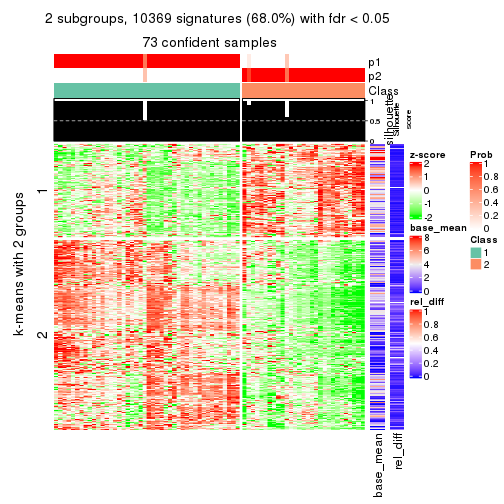 2 subgroups, 10369 signatures (68.0%) with fdr < 0.05
73 confident samples
p1
p2
Class
1
0.5
0
silhouette
Silhouette
score
k-means with 2 groups
1
2
base_mean
rel_diff
z-score
2
1
0
-1
-2
base_mean
8
6
4
2
0
rel_diff
1
0.8
0.6
0.4
0.2
0
Prob
1
0.8
0.6
0.4
0.2
0
Class
1
2